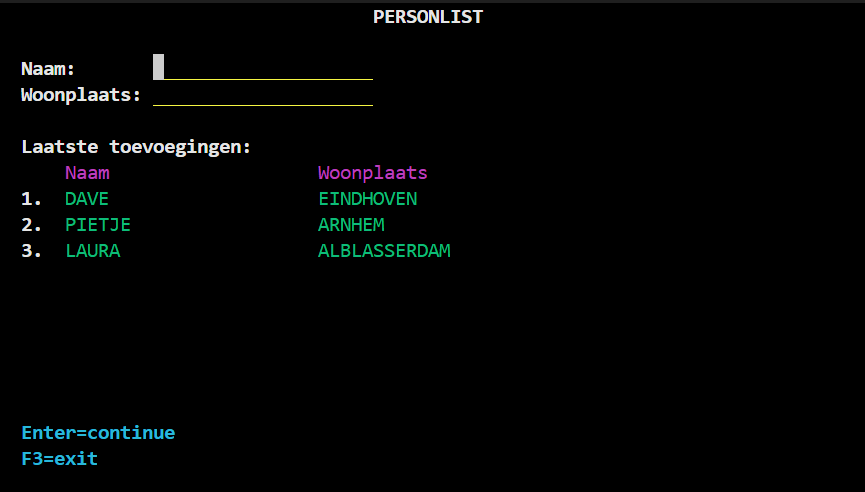 PERSONLIST
Naam:
Woonplaats:
Laatste toevoegingen:
Naam Woonplaats
1. DAVE EINDHOVEN
2. PIETJE ARNHEM
3. LAURA ALBLASSERDAM
Enter=continue
F3=exit